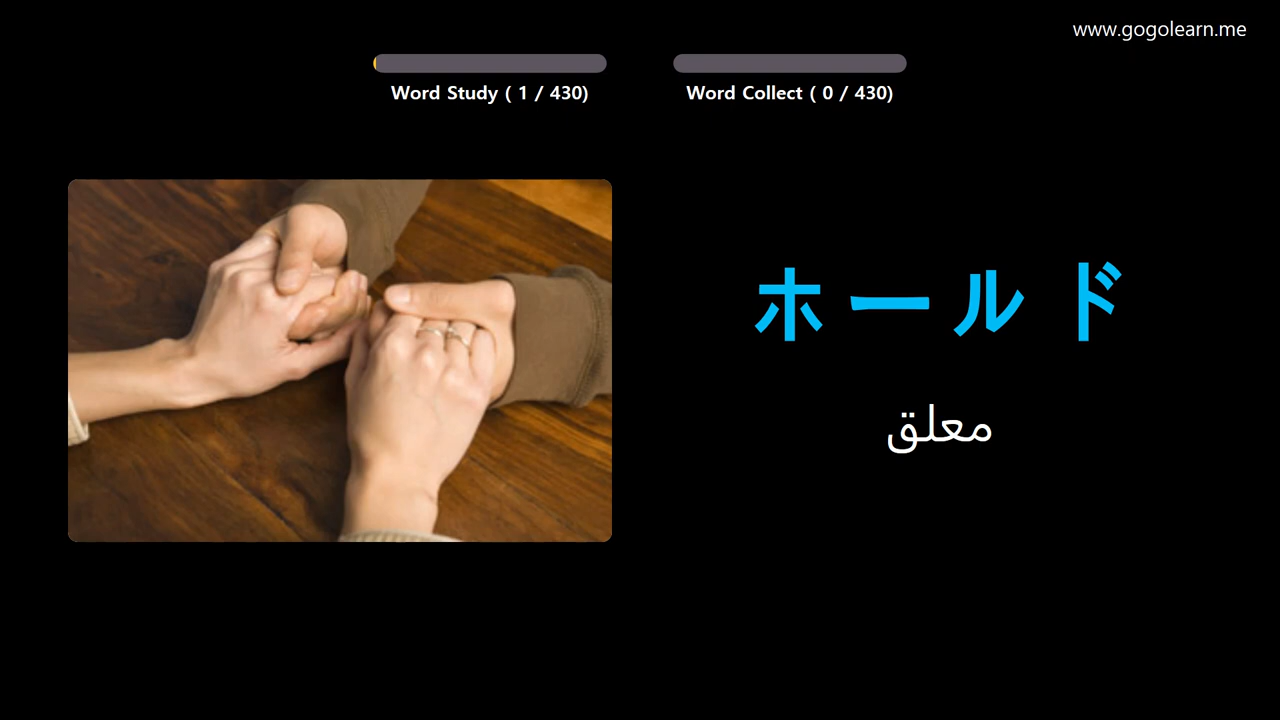 www.gogolearn.me
Word Study ( 1 / 430)
Word Collect ( 0 / 430)
ホールド
معلق